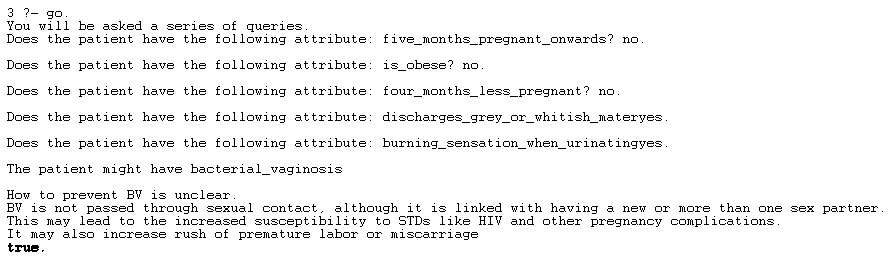 3 ?- go.
You will be asked a series of queries.
Does the patient have the following attribute: five_months_pregnant_onwards? no.
Does the patient have the following attribute: is_obese? no.
Does the patient have the following attribute: four_months_less_pregnant? no.
Does the patient have the following attribute: discharges_grey_or_whitish_materyes.
Does the patient have the following attribute: burning_sensation_when_urinatingyes.
The patient might have bacterial_vaginosis
How to prevent BV is unclear.
BV is not passed through sexual contact, although it is linked with having a new or more than one sex partner.
This may lead to the increased susceptibility to STDs like HIV and other pregnancy complications.
It may also increase rush of premature labor or miscarriage
true.